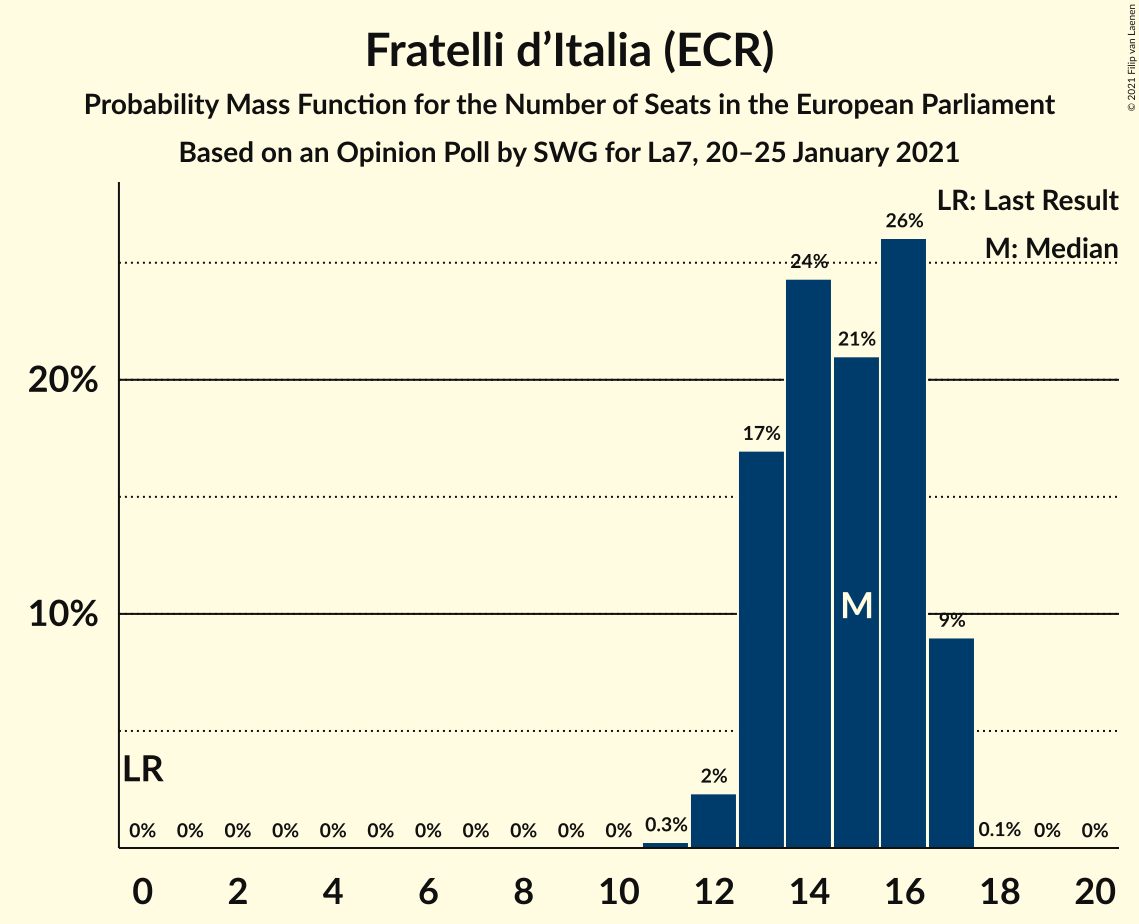 Fratelli d’Italia (ECR)
Probability Mass Function for the Number of Seats in the European Parliament
Based on an Opinion Poll by SWG for La7, 20–25 January 2021
© 2021 Filip van Laenen
LR: Last Result
M: Median
26%
24%
21%
20%
17%
M
10%
9%
LR
2%
0% 0% 0% 0% 0% 0% 0% 0% 0% 0% 0% 0.3% 0.1% 0% 0%
0 2 4 6 8 10 12 14 16 18 20